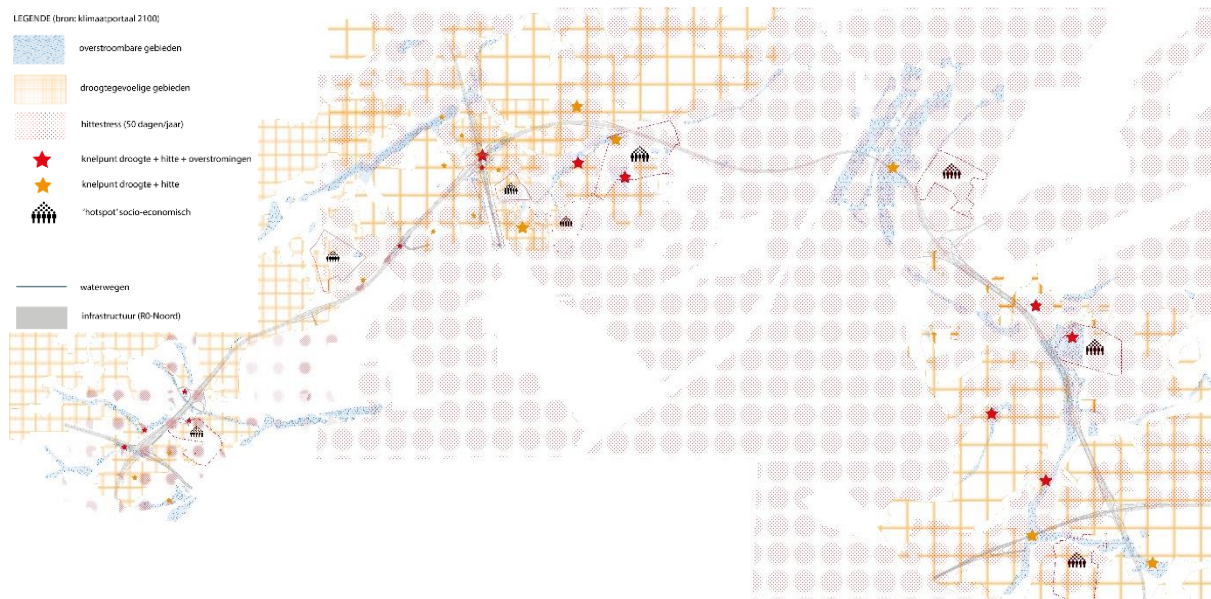 LEGENDE (bron: klimaatportaal 2100)
overstroombare gebieden
droogtegevoelige gebieden
hittestress (50 dagen/jaar)
knelpunt droogte + hitte + overstromingen
knelpunt droogte + hitte
'hotspot' socio-economisch
waterwegen
infrastructuur (R0-Noord)